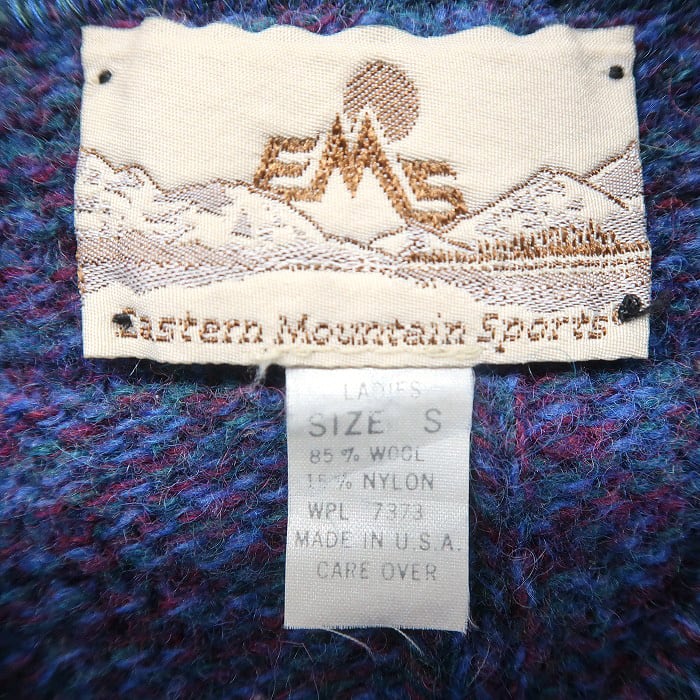 EMS
Eastern Mountain Sports®
LADIES
SIZE S
85% WOOL
15% NYLON
WPL 7373
MADE IN U.S.A.
CARE OVER